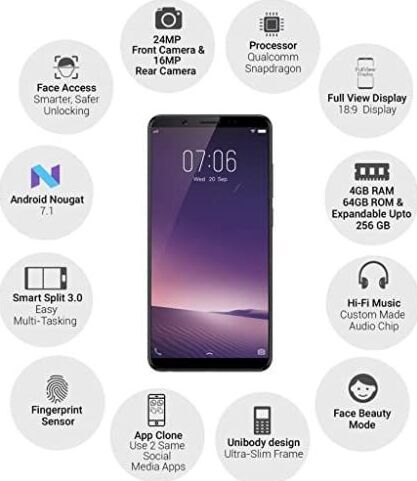 24MP
Front Camera &
16MP
Rear Camera
Processor
Qualcomm
Snapdragon
Face Access
Smarter, Safer
Unlocking
FullView
Display
Full View Display
18:9 Display
07:06
Wed 20 Sep
Android Nougat
7.1
4GB RAM
64GB ROM &
Expandable Upto
256 GB
Smart Split 3.0
Easy
Multi-Tasking
Hi-Fi Music
Custom Made
Audio Chip
Fingerprint
Sensor
App Clone
Use 2 Same
Social
Media Apps
Unibody design
Ultra-Slim Frame
Face Beauty
Mode